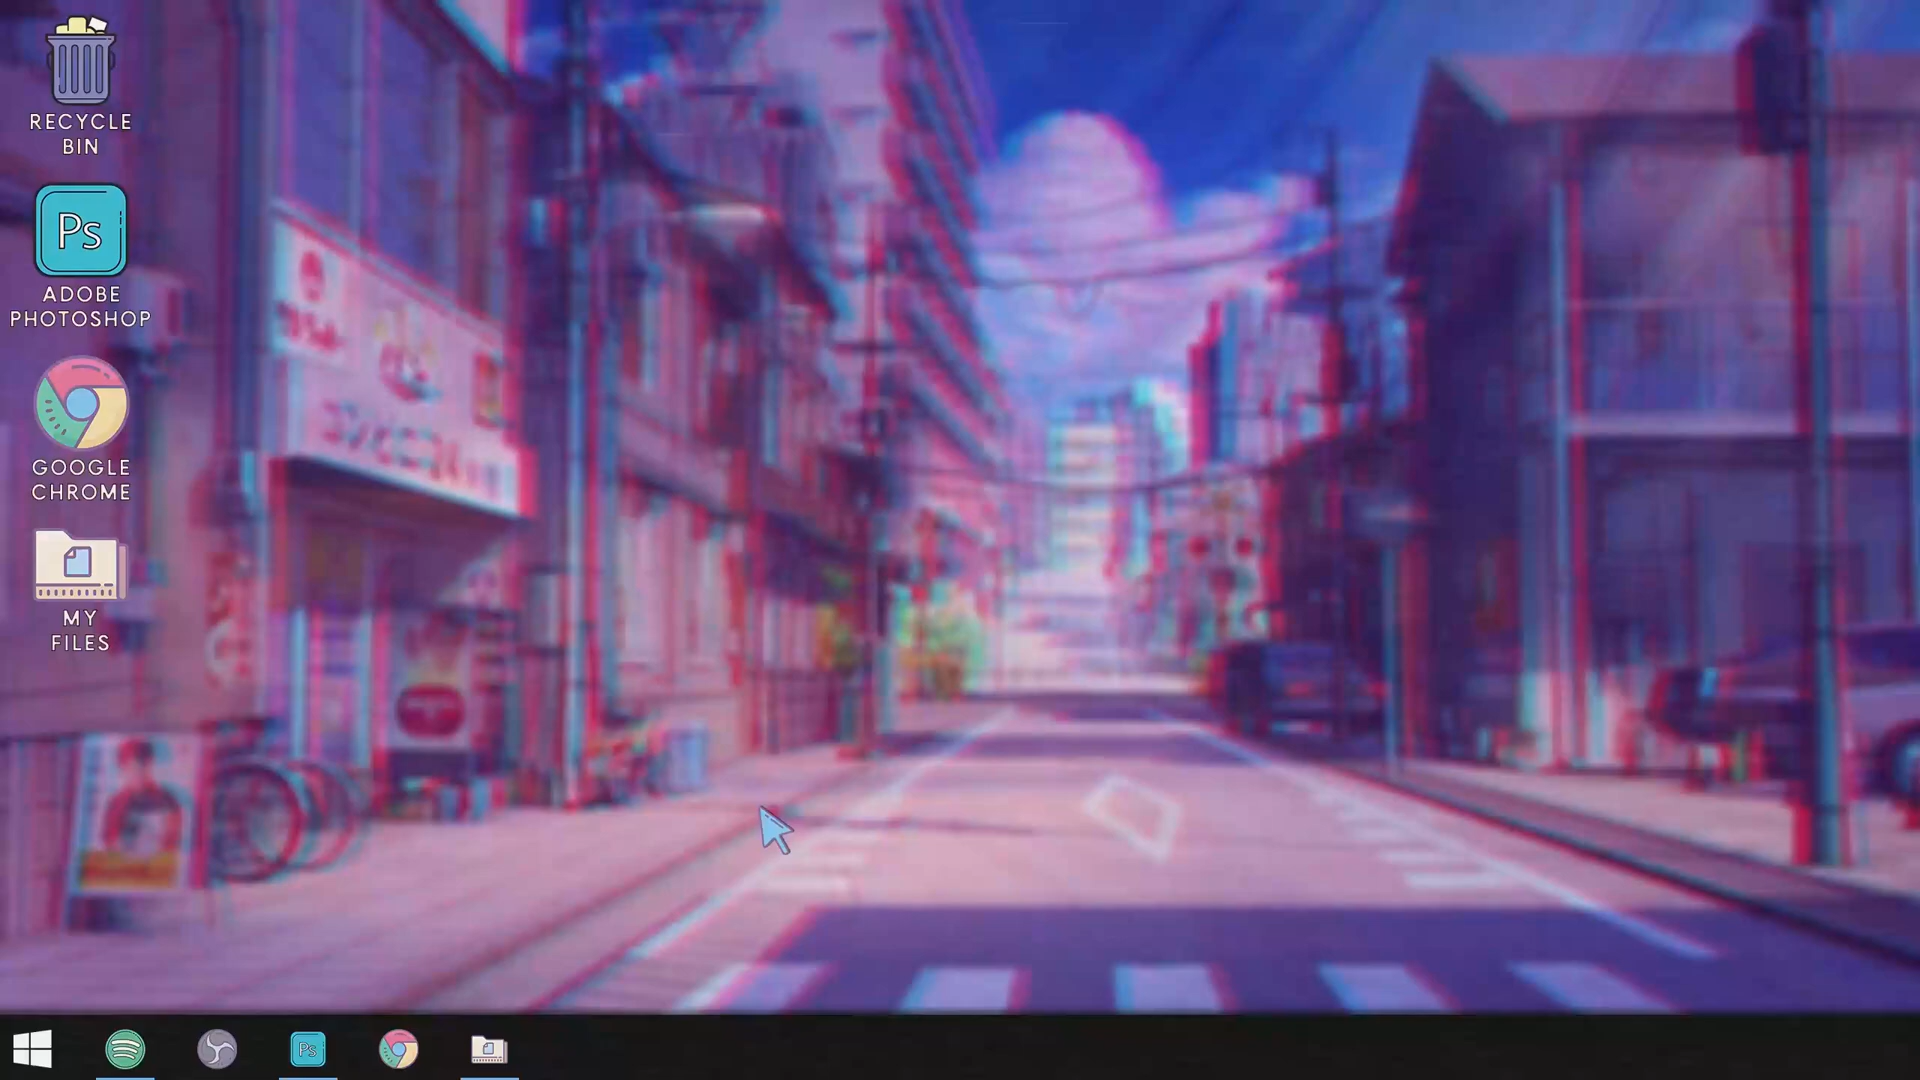 RECYCLE
BIN
Ps
ADOBE
PHOTOSHOP
GOOGLE
CHROME
MY
FILES
Ps